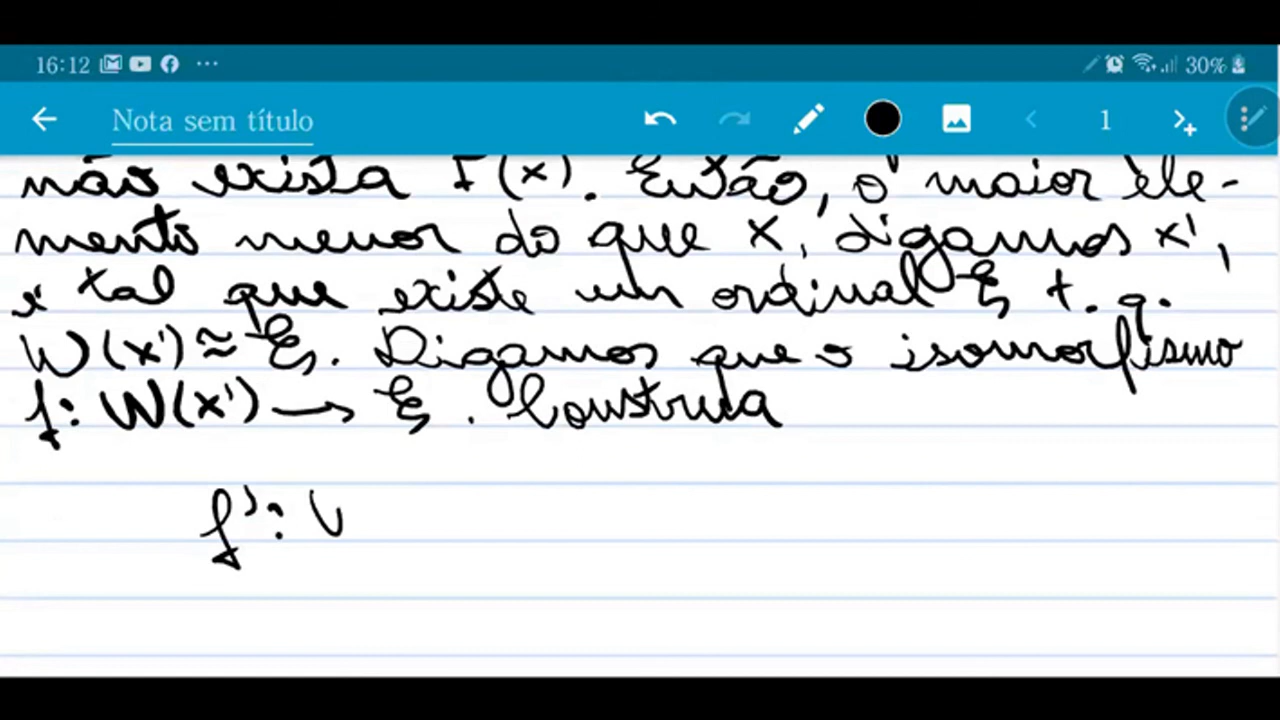 16:12 ... 30%
Nota sem título 1
não exista F(x). Então, o maior ele-
mento menor do que x, digamos x',
é tal que existe um ordinal ξ t.q.
W(x') ≈ ξ. Digamos que o isomorfismo
f: W(x') → ξ. Construa
f': V